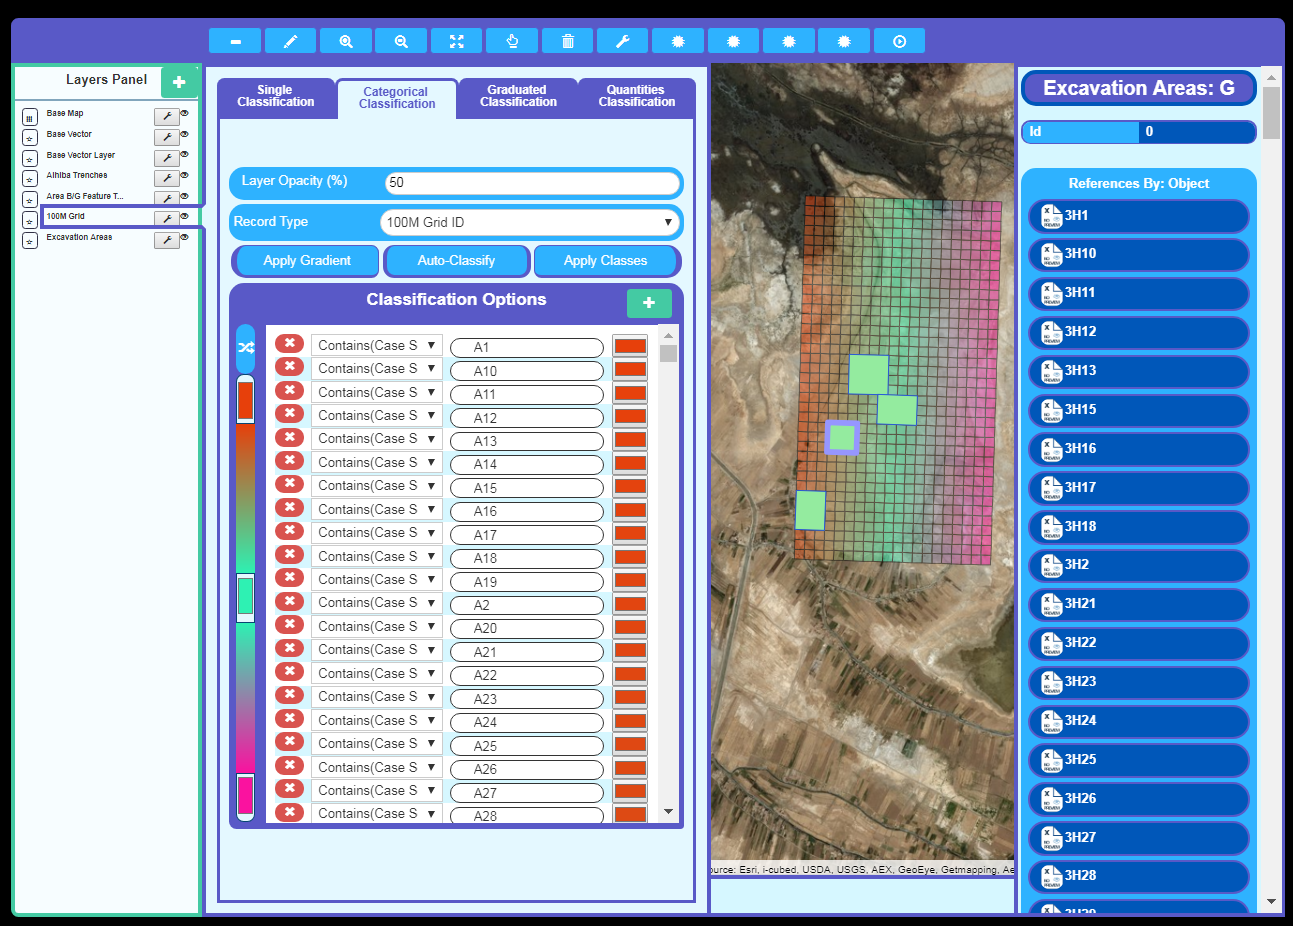 Layers Panel
Base Map
Base Vector
Base Vector Layer
Alhiba Trenches
Area B/G Feature T...
100M Grid
Excavation Areas
Single Classification
Categorical Classification
Graduated Classification
Quantities Classification
Layer Opacity (%)
50
Record Type
100M Grid ID
Apply Gradient
Auto-Classify
Apply Classes
Classification Options
Contains(Case S
A1
Contains(Case S
A10
Contains(Case S
A11
Contains(Case S
A12
Contains(Case S
A13
Contains(Case S
A14
Contains(Case S
A15
Contains(Case S
A16
Contains(Case S
A17
Contains(Case S
A18
Contains(Case S
A19
Contains(Case S
A2
Contains(Case S
A20
Contains(Case S
A21
Contains(Case S
A22
Contains(Case S
A23
Contains(Case S
A24
Contains(Case S
A25
Contains(Case S
A26
Contains(Case S
A27
Contains(Case S
A28
ource: Esri, i-cubed, USDA, USGS, AEX, GeoEye, Getmapping, Ae
Excavation Areas: G
Id
0
References By: Object
3H1
3H10
3H11
3H12
3H13
3H15
3H16
3H17
3H18
3H2
3H21
3H22
3H23
3H24
3H25
3H26
3H27
3H28